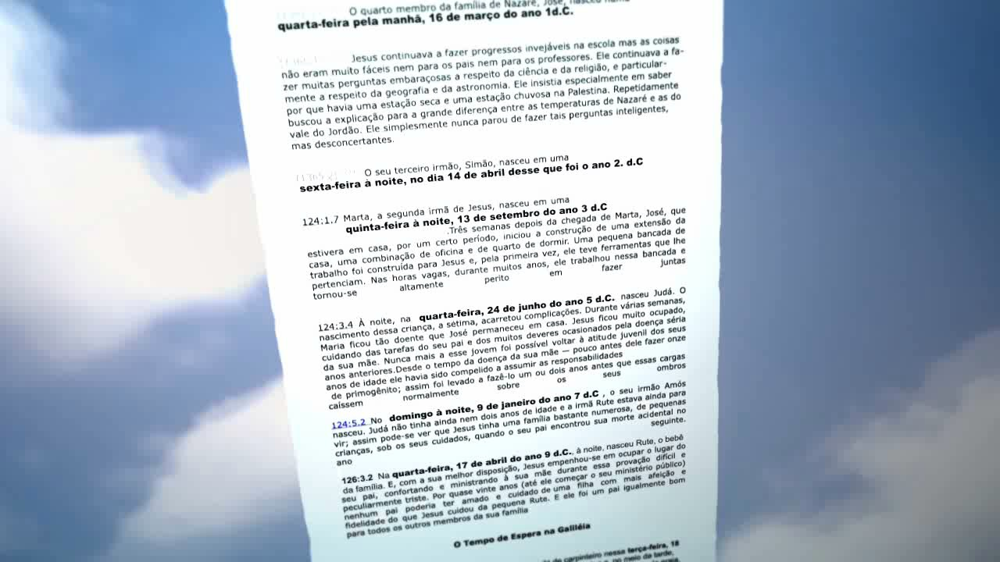 O quarto membro da família de Nazaré, José, nasceu numa
quarta-feira pela manhã, 16 de março do ano 1d.C.
Jesus continuava a fazer progressos invejáveis na escola mas as coisas
não eram muito fáceis nem para os pais nem para os professores. Ele continuava a fa-
zer muitas perguntas embaraçosas a respeito da ciência e da religião, e particular-
mente a respeito da geografia e da astronomia. Ele insistia especialmente em saber
por que havia uma estação seca e uma estação chuvosa na Palestina. Repetidamente
buscou a explicação para a grande diferença entre as temperaturas de Nazaré e as do
vale do Jordão. Ele simplesmente nunca parou de fazer tais perguntas inteligentes,
mas desconcertantes.
O seu terceiro irmão, Simão, nasceu em uma
sexta-feira à noite, no dia 14 de abril desse que foi o ano 2. d.C
124:1.7 Marta, a segunda irmã de Jesus, nasceu em uma
quinta-feira à noite, 13 de setembro do ano 3 d.C
.Três semanas depois da chegada de Marta, José, que
estivera em casa, por um certo período, iniciou a construção de uma extensão da
casa, uma combinação de oficina e de quarto de dormir. Uma pequena bancada de
trabalho foi construída para Jesus e, pela primeira vez, ele teve ferramentas que lhe
pertenciam. Nas horas vagas, durante muitos anos, ele trabalhou nessa bancada e
tornou-se altamente perito em fazer juntas
124:3.4 À noite, na quarta-feira, 24 de junho do ano 5 d.C. nasceu Judá. O
nascimento dessa criança, a sétima, acarretou complicações. Durante várias semanas,
Maria ficou tão doente que José permaneceu em casa. Jesus ficou muito ocupado,
cuidando das tarefas do seu pai e dos muitos deveres ocasionados pela doença séria
da sua mãe. Nunca mais a esse jovem foi possível voltar à atitude juvenil dos seus
anos anteriores.Desde o tempo da doença da sua mãe — pouco antes dele fazer onze
anos de idade ele havia sido compelido a assumir as responsabilidades
de primogênito; assim foi levado a fazê-lo um ou dois anos antes que essas cargas
caíssem normalmente sobre os seus ombros
124:5.2 No domingo à noite, 9 de janeiro do ano 7 d.C , o seu irmão Amós
nasceu. Judá não tinha ainda nem dois anos de idade e a irmã Rute estava ainda para
vir; assim pode-se ver que Jesus tinha uma família bastante numerosa, de pequenas
crianças, sob os seus cuidados, quando o seu pai encontrou sua morte acidental no
ano seguinte.
126:3.2 Na quarta-feira, 17 de abril do ano 9 d.C., à noite, nasceu Rute, o bebê
da família. E, com a sua melhor disposição, Jesus empenhou-se em ocupar o lugar do
seu pai, confortando e ministrando à sua mãe durante essa provação difícil e
peculiarmente triste. Por quase vinte anos (até ele começar o seu ministério público)
nenhum pai poderia ter amado e cuidado de uma filha com mais afeição e
fidelidade do que Jesus cuidou da pequena Rute. E ele foi um pai igualmente bom
para todos os outros membros da sua família
O Tempo de Espera na Galiléia
de carpinteiro nessa terça-feira, 18
no meio da tarde,